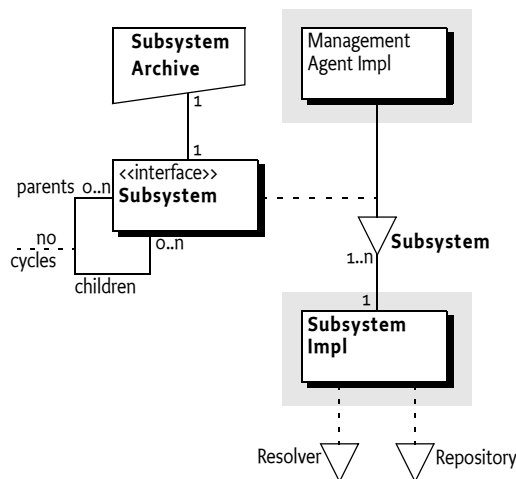 Subsystem
Archive
Management
Agent Impl
1
1
<<interface>>
Subsystem
parents 0..n
no
cycles
0..n
children
Subsystem
1..n
1
Subsystem
Impl
Resolver
Repository